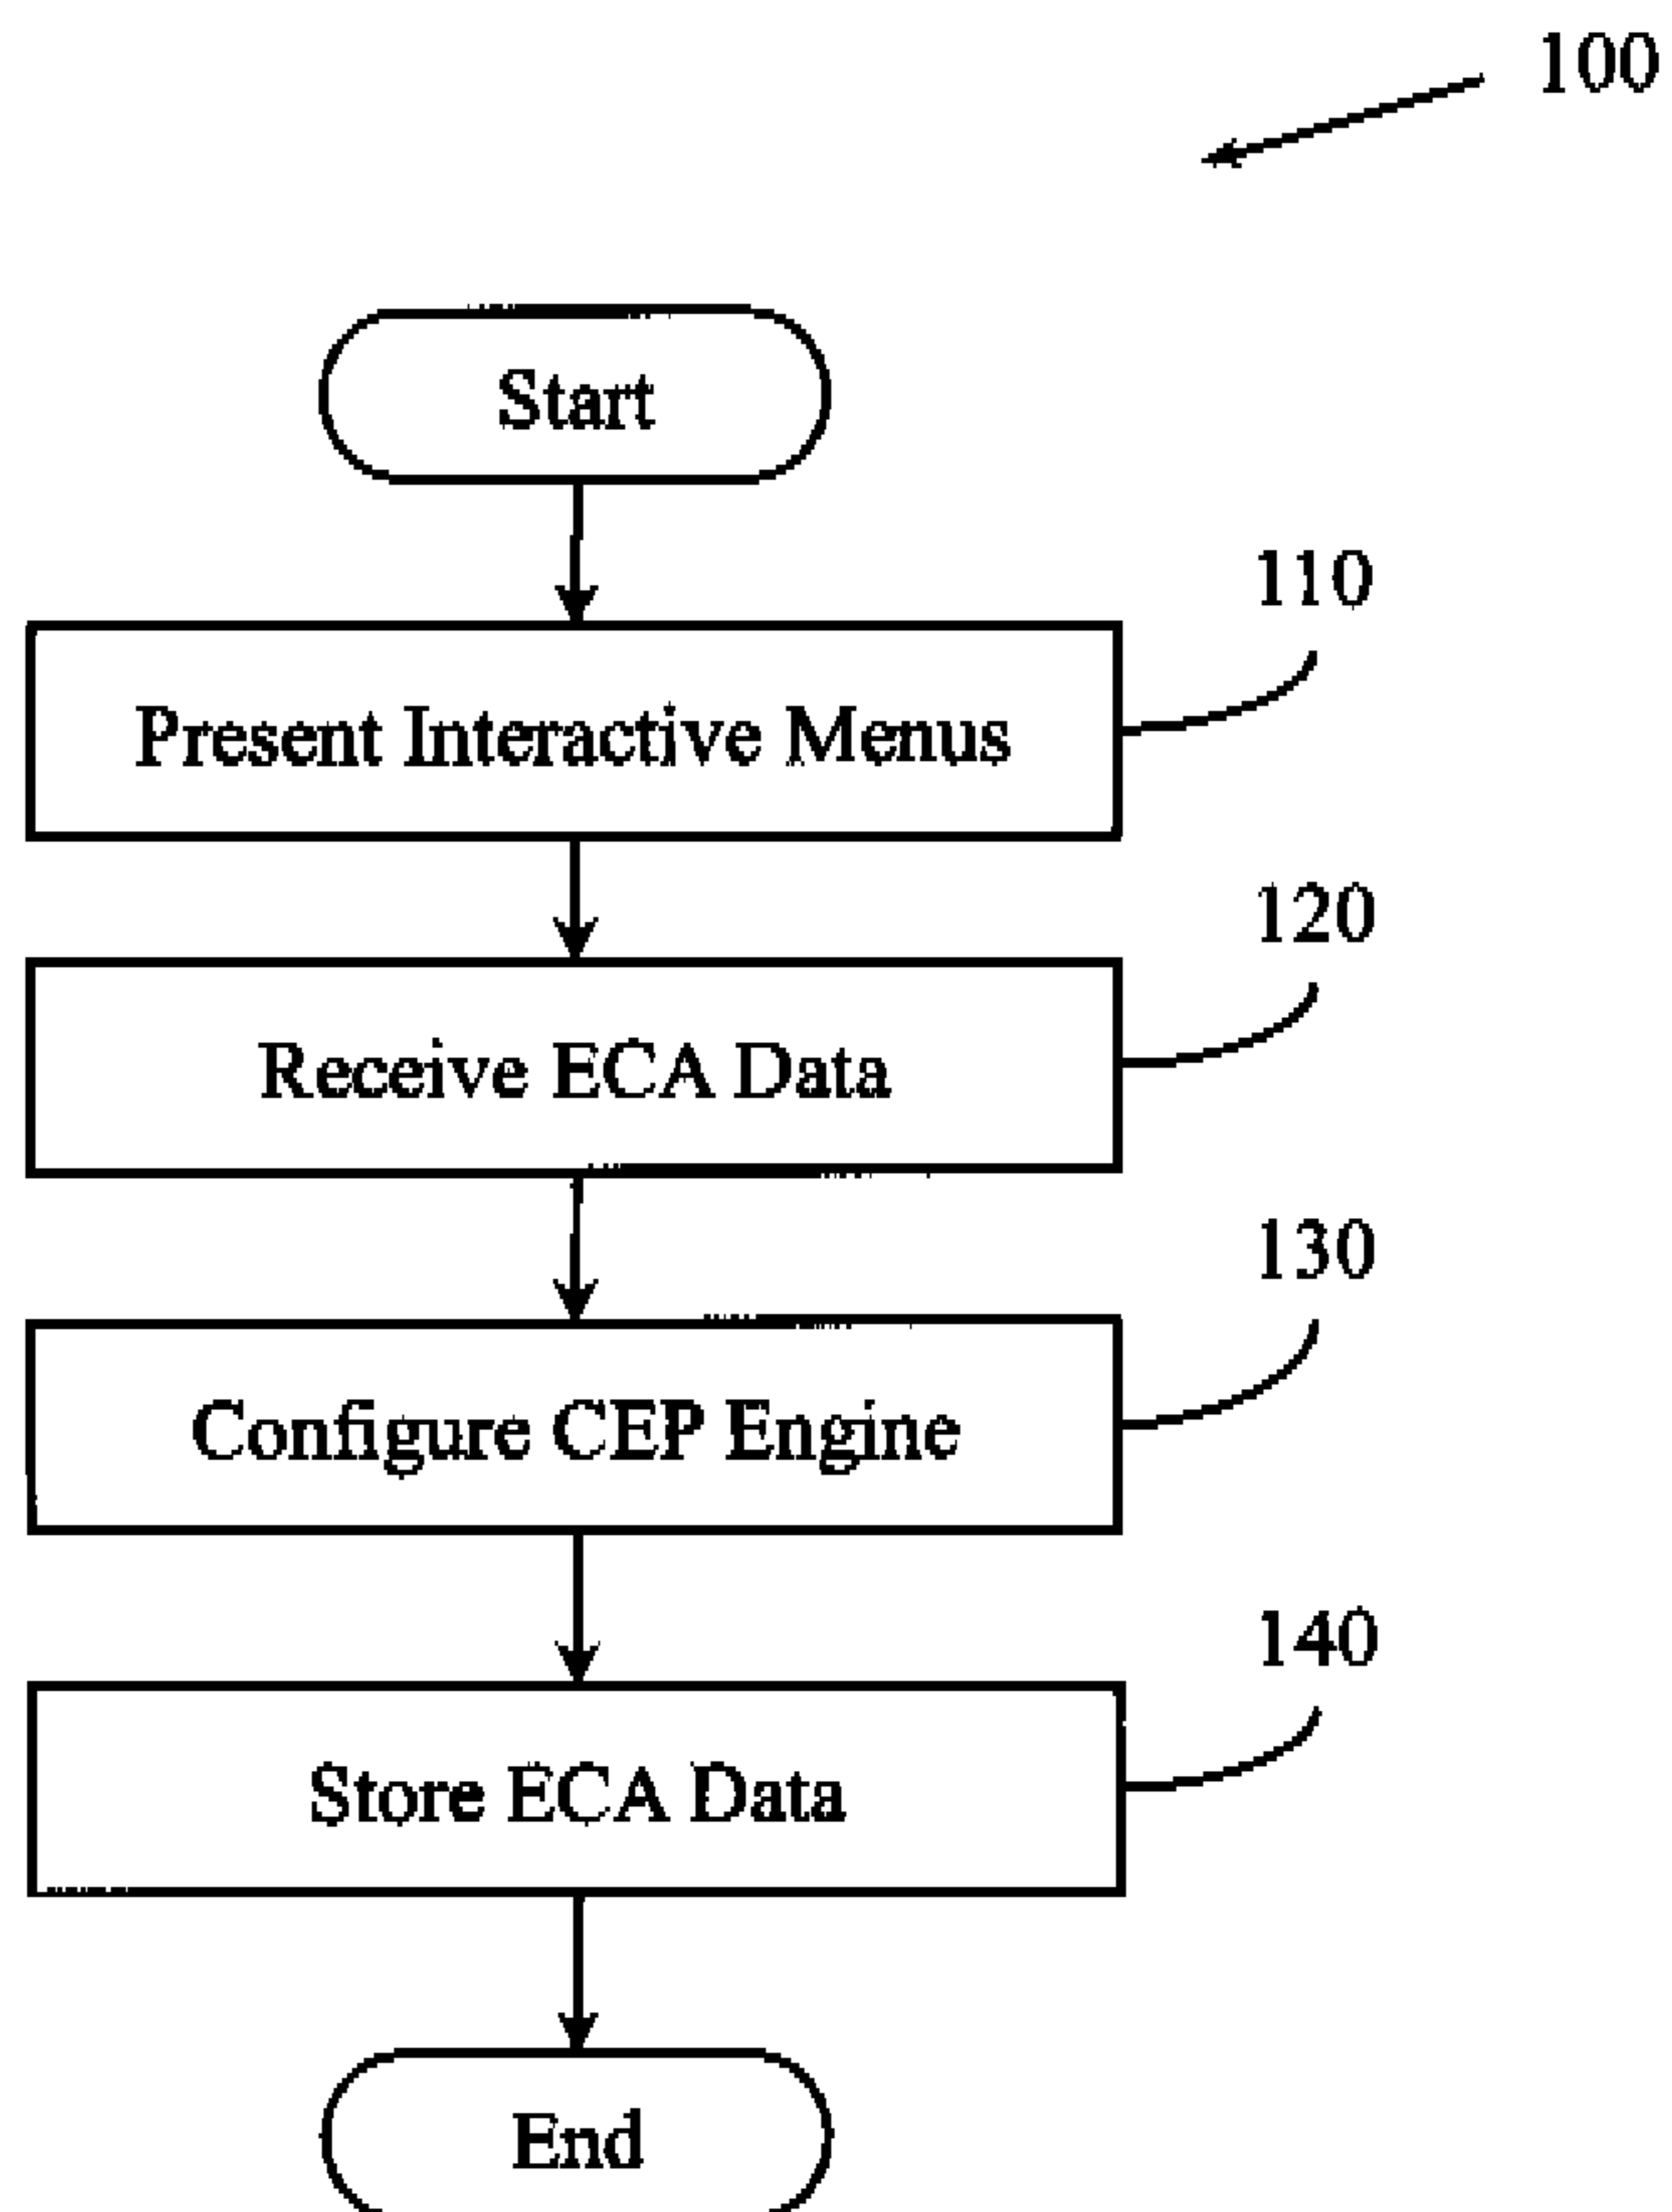 100
Start
110
Present Interactive Menus
120
Receive ECA Data
130
Configure CEP Engine
140
Store ECA Data
End